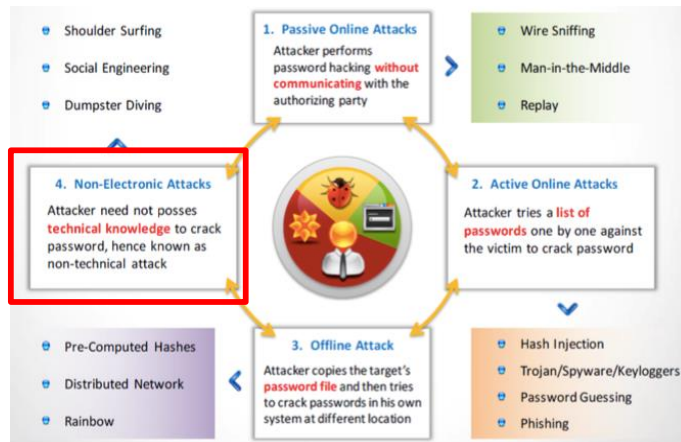 Shoulder Surfing
Social Engineering
Dumpster Diving
1. Passive Online Attacks
Attacker performs
password hacking without
communicating with the
authorizing party
Wire Sniffing
Man-in-the-Middle
Replay
4. Non-Electronic Attacks
Attacker need not posses
technical knowledge to crack
password, hence known as
non-technical attack
2. Active Online Attacks
Attacker tries a list of
passwords one by one against
the victim to crack password
Pre-Computed Hashes
Distributed Network
Rainbow
3. Offline Attack
Attacker copies the target's
password file and then tries
to crack passwords in his own
system at different location
Hash Injection
Trojan/Spyware/Keyloggers
Password Guessing
Phishing